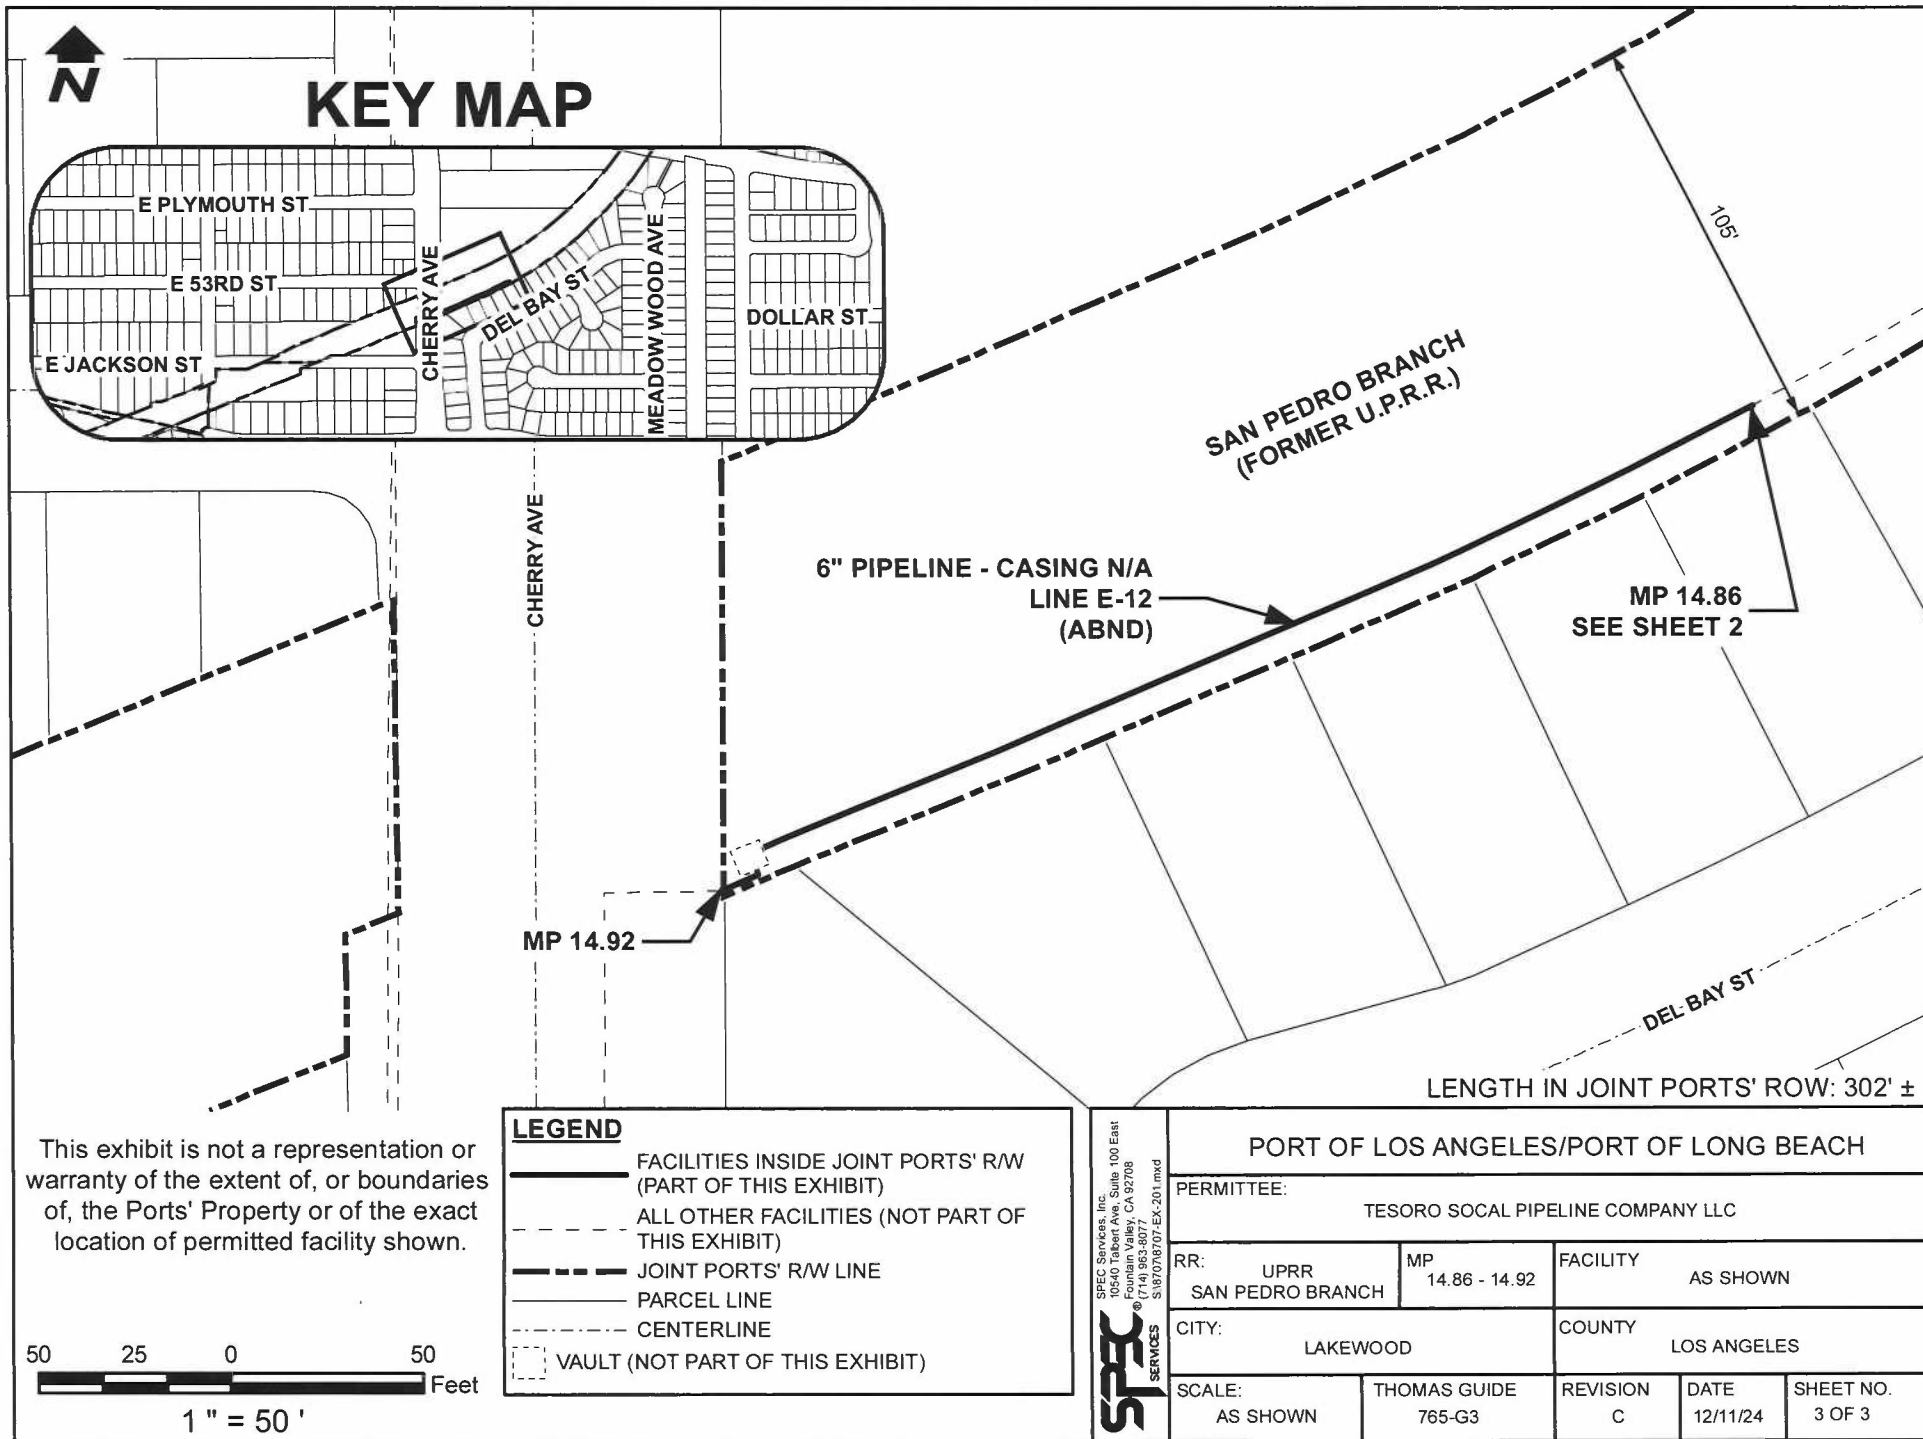 N
KEY MAP
E PLYMOUTH ST
E 53RD ST
E JACKSON ST
CHERRY AVE
DEL BAY ST
MEADOW WOOD AVE
DOLLAR ST
105'
SAN PEDRO BRANCH
(FORMER U.P.R.R.)
CHERRY AVE
6" PIPELINE - CASING N/A
LINE E-12
(ABND)
MP 14.86
SEE SHEET 2
MP 14.92
DEL BAY ST
LENGTH IN JOINT PORTS' ROW: 302' ±
This exhibit is not a representation or
warranty of the extent of, or boundaries
of, the Ports' Property or of the exact
location of permitted facility shown.
50 25 0 50
Feet
1 " = 50 '
LEGEND
FACILITIES INSIDE JOINT PORTS' R/W
(PART OF THIS EXHIBIT)
ALL OTHER FACILITIES (NOT PART OF
THIS EXHIBIT)
JOINT PORTS' R/W LINE
PARCEL LINE
CENTERLINE
VAULT (NOT PART OF THIS EXHIBIT)
SPEC®
SERVICES
SPEC Services, Inc.
10540 Talbert Ave, Suite 100 East
Fountain Valley, CA 92708
(714) 963-8077
S:\8707\8707-EX-201.mxd
PORT OF LOS ANGELES/PORT OF LONG BEACH
PERMITTEE:
TESORO SOCAL PIPELINE COMPANY LLC
RR:
UPRR
SAN PEDRO BRANCH
MP
14.86 - 14.92
FACILITY
AS SHOWN
CITY:
LAKEWOOD
COUNTY
LOS ANGELES
SCALE:
AS SHOWN
THOMAS GUIDE
765-G3
REVISION
C
DATE
12/11/24
SHEET NO.
3 OF 3